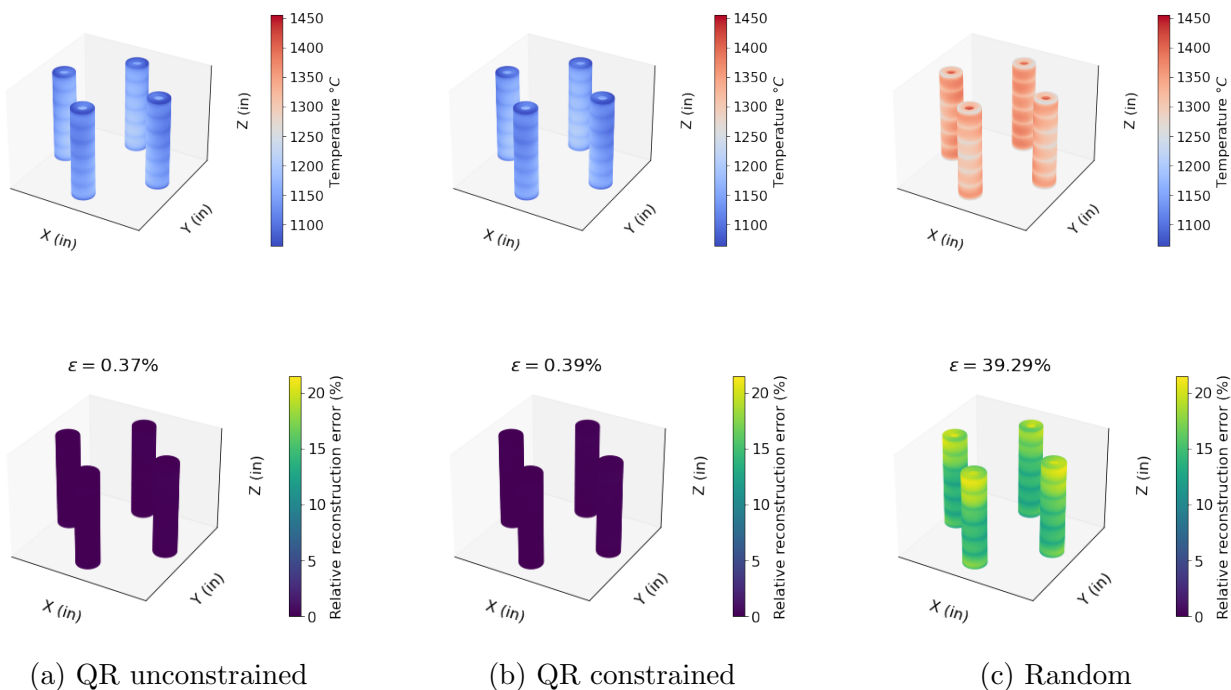 1450
1400
1350
1300
1250
1200
1150
1100
Temperature °C
Z (in)
Y (in)
X (in)
1450
1400
1350
1300
1250
1200
1150
1100
Temperature °C
Z (in)
Y (in)
X (in)
1450
1400
1350
1300
1250
1200
1150
1100
Temperature °C
Z (in)
Y (in)
X (in)
ε = 0.37%
20
15
10
5
0
Relative reconstruction error (%)
Z (in)
Y (in)
X (in)
ε = 0.39%
20
15
10
5
0
Relative reconstruction error (%)
Z (in)
Y (in)
X (in)
ε = 39.29%
20
15
10
5
0
Relative reconstruction error (%)
Z (in)
Y (in)
X (in)
(a) QR unconstrained
(b) QR constrained
(c) Random